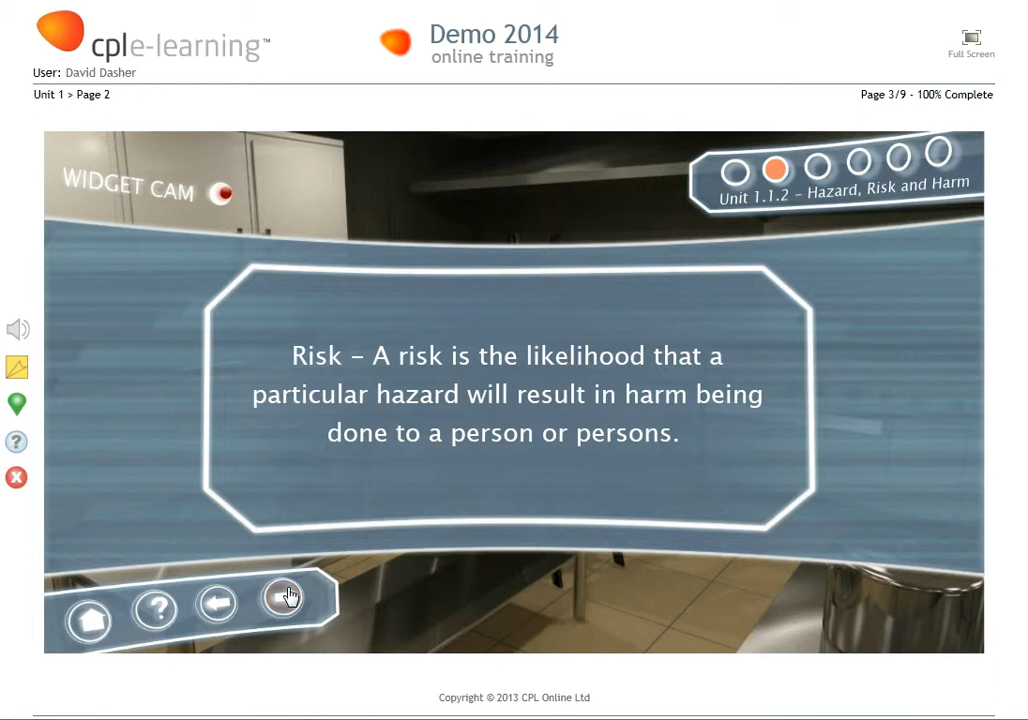 cple-learning™
Demo 2014
online training
Full Screen
User: David Dasher
Unit 1 > Page 2
Page 3/9 - 100% Complete
WIDGET CAM
Unit 1.1.2 – Hazard, Risk and Harm
Risk – A risk is the likelihood that a
particular hazard will result in harm being
done to a person or persons.
Copyright © 2013 CPL Online Ltd